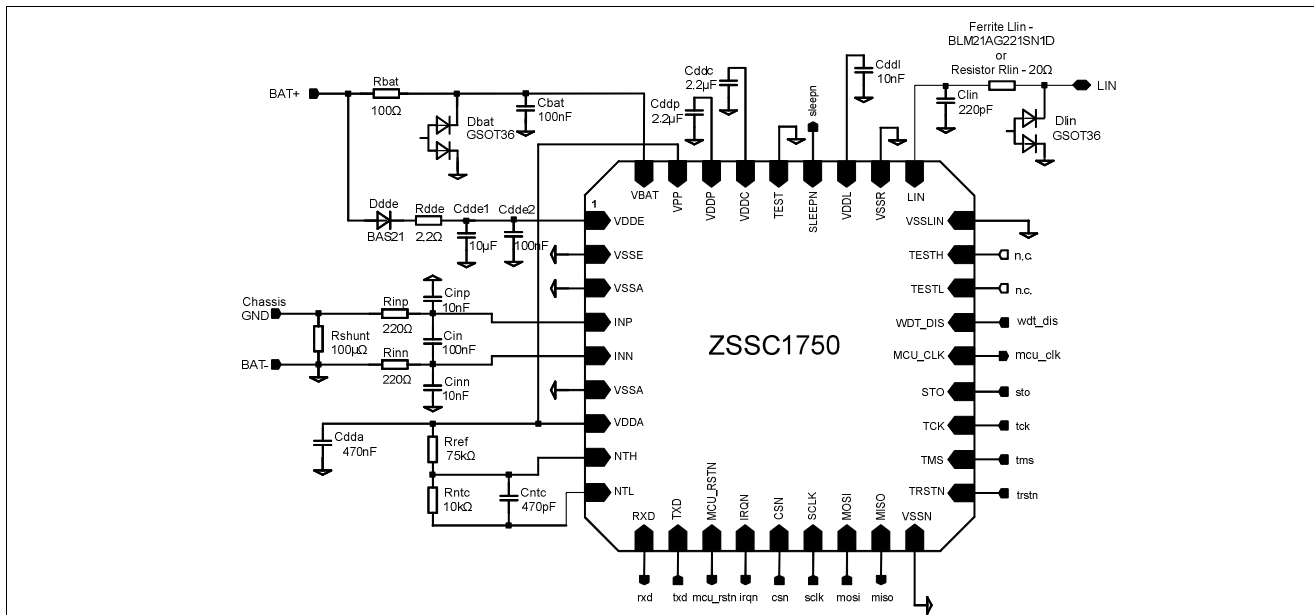 Ferrite Llin -
BLM21AG221SN1D
or
Resistor Rlin - 20Ω
BAT+
Rbat
100Ω
Dbat
GSOT36
Cbat
100nF
Cddp
2.2µF
Cddc
2.2µF
sleepn
Cddl
10nF
Clin
220pF
LIN
Dlin
GSOT36
VBAT
VPP
VDDP
VDDC
TEST
SLEEPN
VDDL
VSSR
LIN
Ddde
BAS21
Rdde
2.2Ω
Cdde1
10µF
Cdde2
100nF
1
VDDE
VSSE
VSSA
INP
INN
VSSA
VDDA
NTH
NTL
Chassis
GND
Rinp
220Ω
Cinp
10nF
Rshunt
100µΩ
Cin
100nF
BAT-
Rinn
220Ω
Cinn
10nF
Cdda
470nF
Rref
75kΩ
Rntc
10kΩ
Cntc
470pF
ZSSC1750
VSSLIN
TESTH
n.c.
TESTL
n.c.
WDT_DIS
wdt_dis
MCU_CLK
mcu_clk
STO
sto
TCK
tck
TMS
tms
TRSTN
trstn
RXD
TXD
MCU_RSTN
IRQN
CSN
SCLK
MOSI
MISO
VSSN
rxd
txd
mcu_rstn
irqn
csn
sclk
mosi
miso